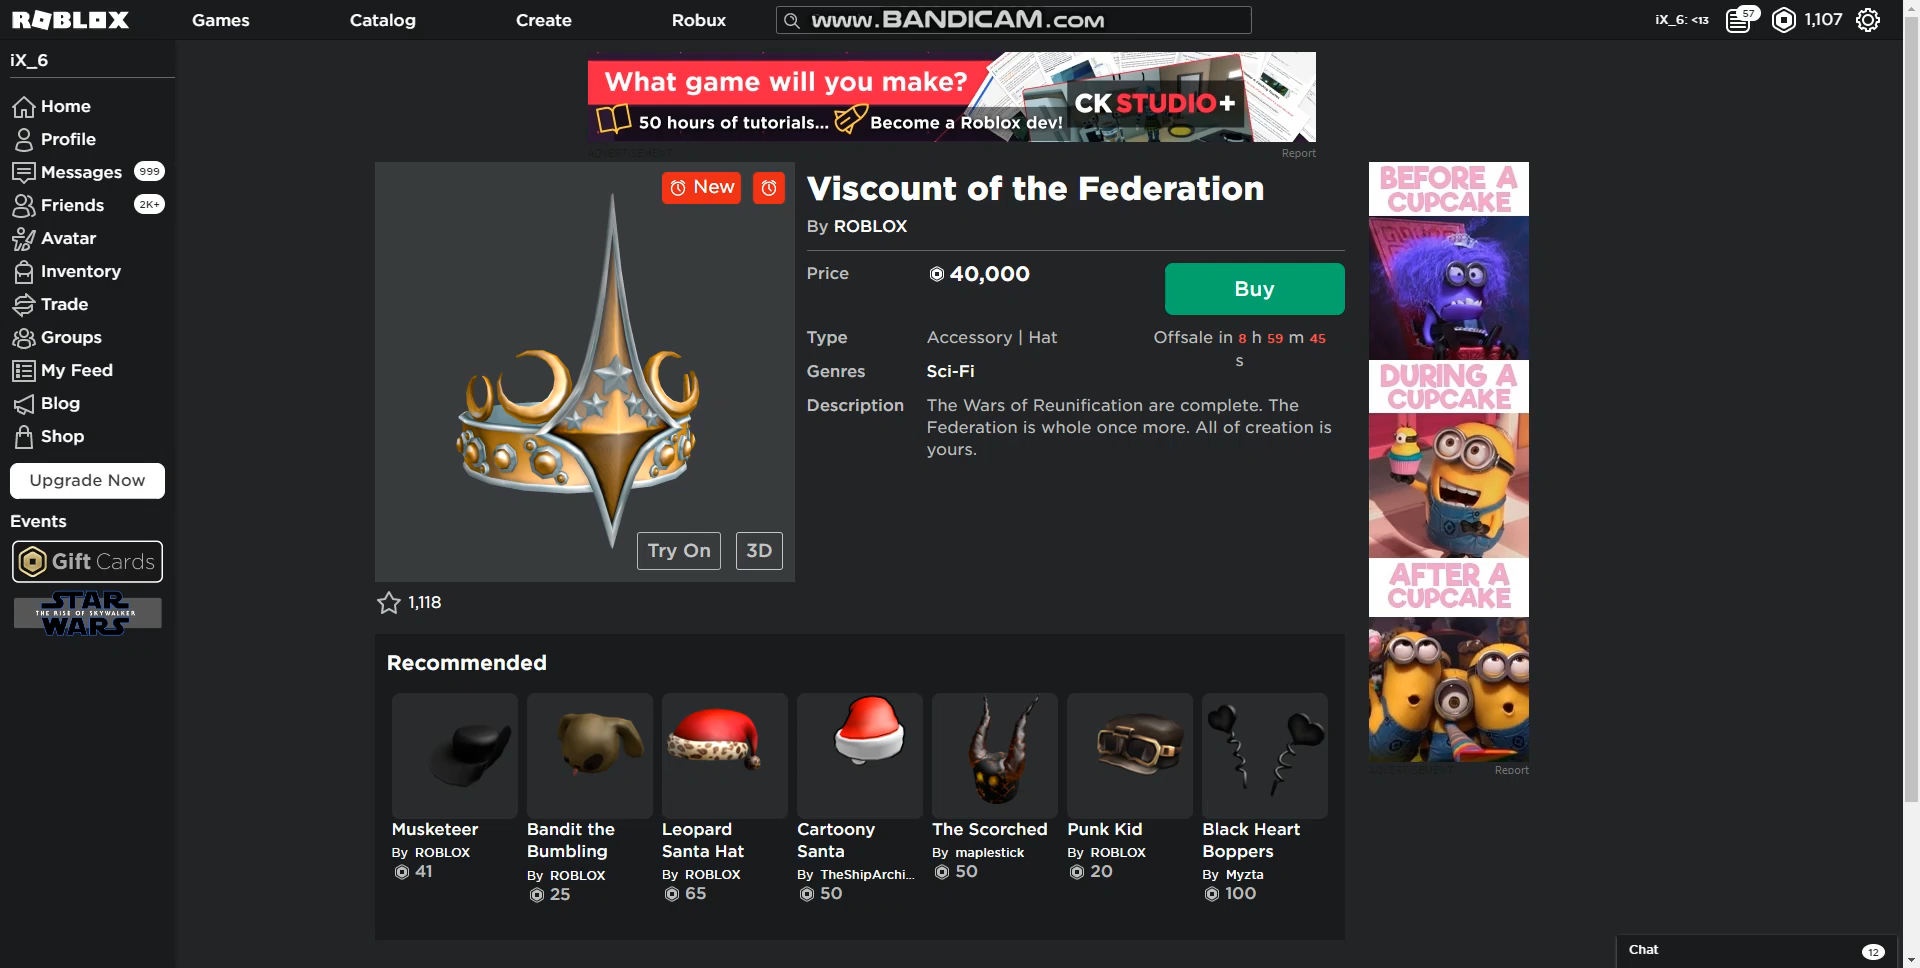 ROBLOX
Games
Catalog
Create
Robux
www.BANDICAM.com
iX_6: <13
57
1,107
iX_6
Home
Profile
Messages
999
Friends
2K+
Avatar
Inventory
Trade
Groups
My Feed
Blog
Shop
Upgrade Now
Events
Gift Cards
STAR
THE RISE OF SKYWALKER
WARS
What game will you make?
50 hours of tutorials...
Become a Roblox dev!
CK STUDIO+
ADVERTISEMENT
Report
New
Try On
3D
1,118
Viscount of the Federation
By ROBLOX
Price
40,000
Buy
Type
Accessory | Hat
Offsale in 8 h 59 m 45
s
Genres
Sci-Fi
Description
The Wars of Reunification are complete. The
Federation is whole once more. All of creation is
yours.
BEFORE A
CUPCAKE
DURING A
CUPCAKE
AFTER A
CUPCAKE
ADVERTISEMENT
Report
Recommended
Musketeer
By ROBLOX
41
Bandit the
Bumbling
By ROBLOX
25
Leopard
Santa Hat
By ROBLOX
65
Cartoony
Santa
By TheShipArchi...
50
The Scorched
By maplestick
50
Punk Kid
By ROBLOX
20
Black Heart
Boppers
By Myzta
100
Chat
12